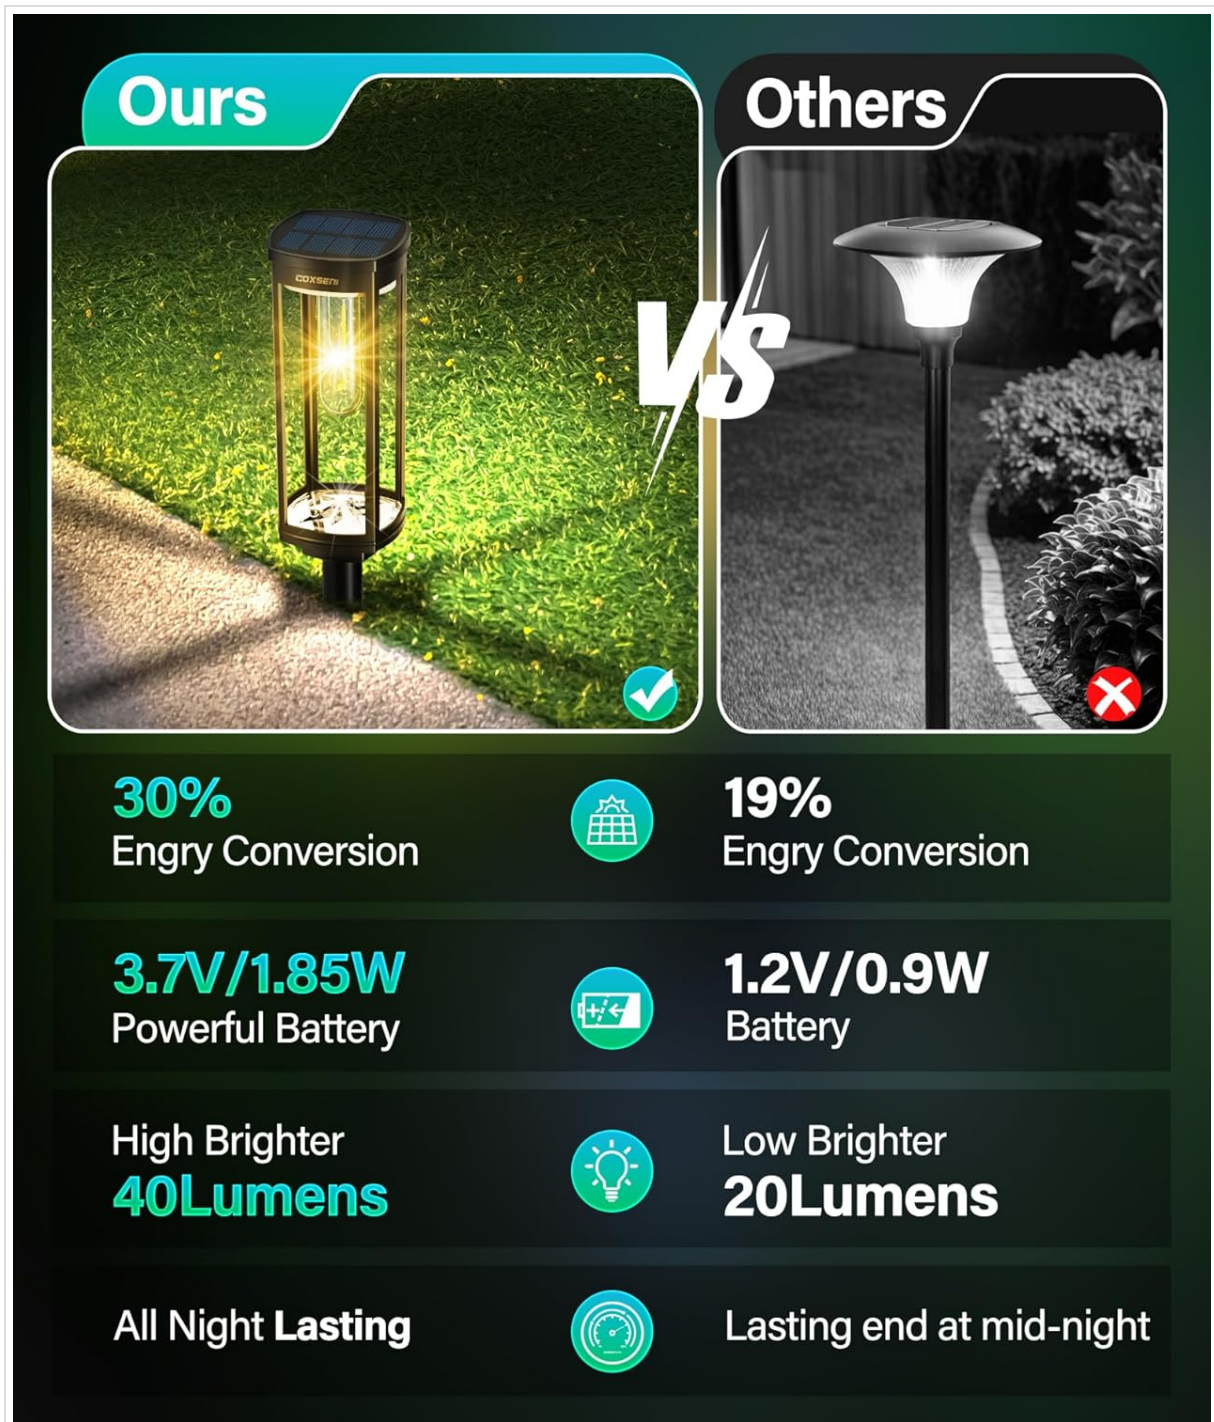 Ours
Others
COXSENI
VS
30%
Engry Conversion
19%
Engry Conversion
3.7V/1.85W
Powerful Battery
1.2V/0.9W
Battery
High Brighter
40Lumens
Low Brighter
20Lumens
All Night Lasting
Lasting end at mid-night